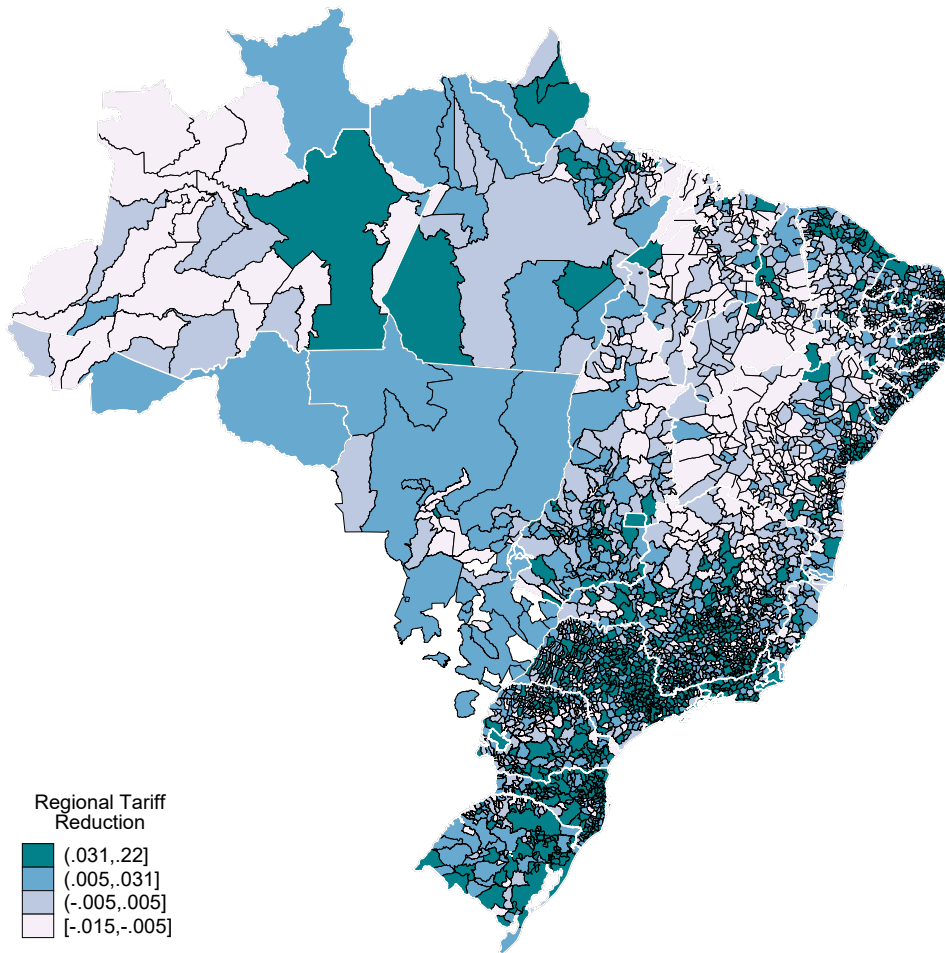 Regional Tariff
Reduction
(.031,.22]
(.005,.031]
(-.005,.005]
[-.015,-.005]